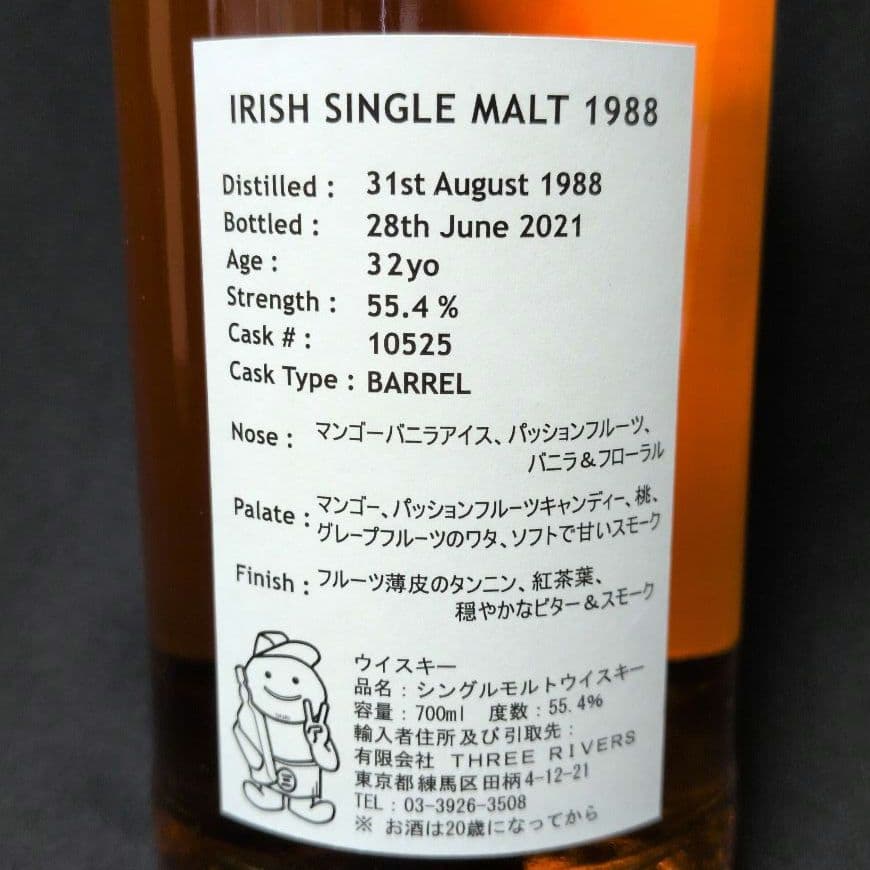 IRISH SINGLE MALT 1988
Distilled : 31st August 1988
Bottled : 28th June 2021
Age : 32yo
Strength : 55.4 %
Cask # : 10525
Cask Type : BARREL
Nose : マンゴーバニラアイス、パッションフルーツ、
バニラ&フローラル
Palate : マンゴー、パッションフルーツキャンディー、桃、
グレープフルーツのワタ、ソフトで甘いスモーク
Finish : フルーツ薄皮のタンニン、紅茶葉、
穏やかなビター&スモーク
ウイスキー
品名 : シングルモルトウイスキー
容量 : 700ml 度数 : 55.4%
輸入者住所及び引取先 :
有限会社 THREE RIVERS
東京都練馬区田柄4-12-21
TEL : 03-3926-3508
※ お酒は20歳になってから
三